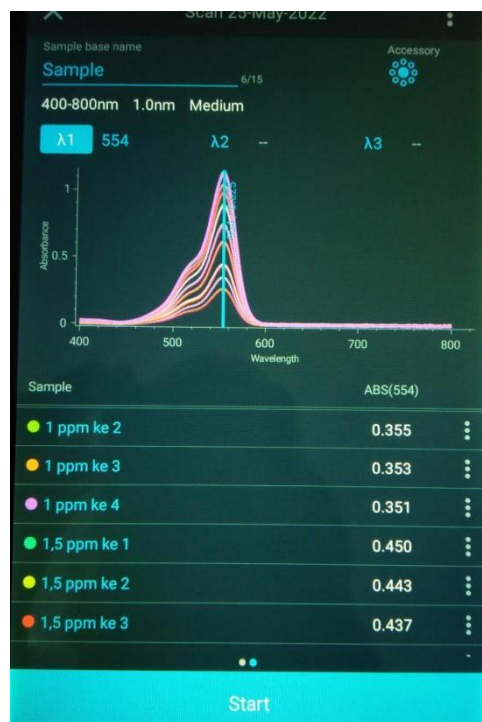 Scan 25-May-2022
Sample base name
Accessory
Sample
6/15
400-800nm 1.0nm Medium
λ1 554 λ2 -- λ3 --
1
0.5
0
Absorbance
400 500 600 700 800
Wavelength
Sample ABS(554)
1 ppm ke 2 0.355
1 ppm ke 3 0.353
1 ppm ke 4 0.351
1,5 ppm ke 1 0.450
1,5 ppm ke 2 0.443
1,5 ppm ke 3 0.437
Start